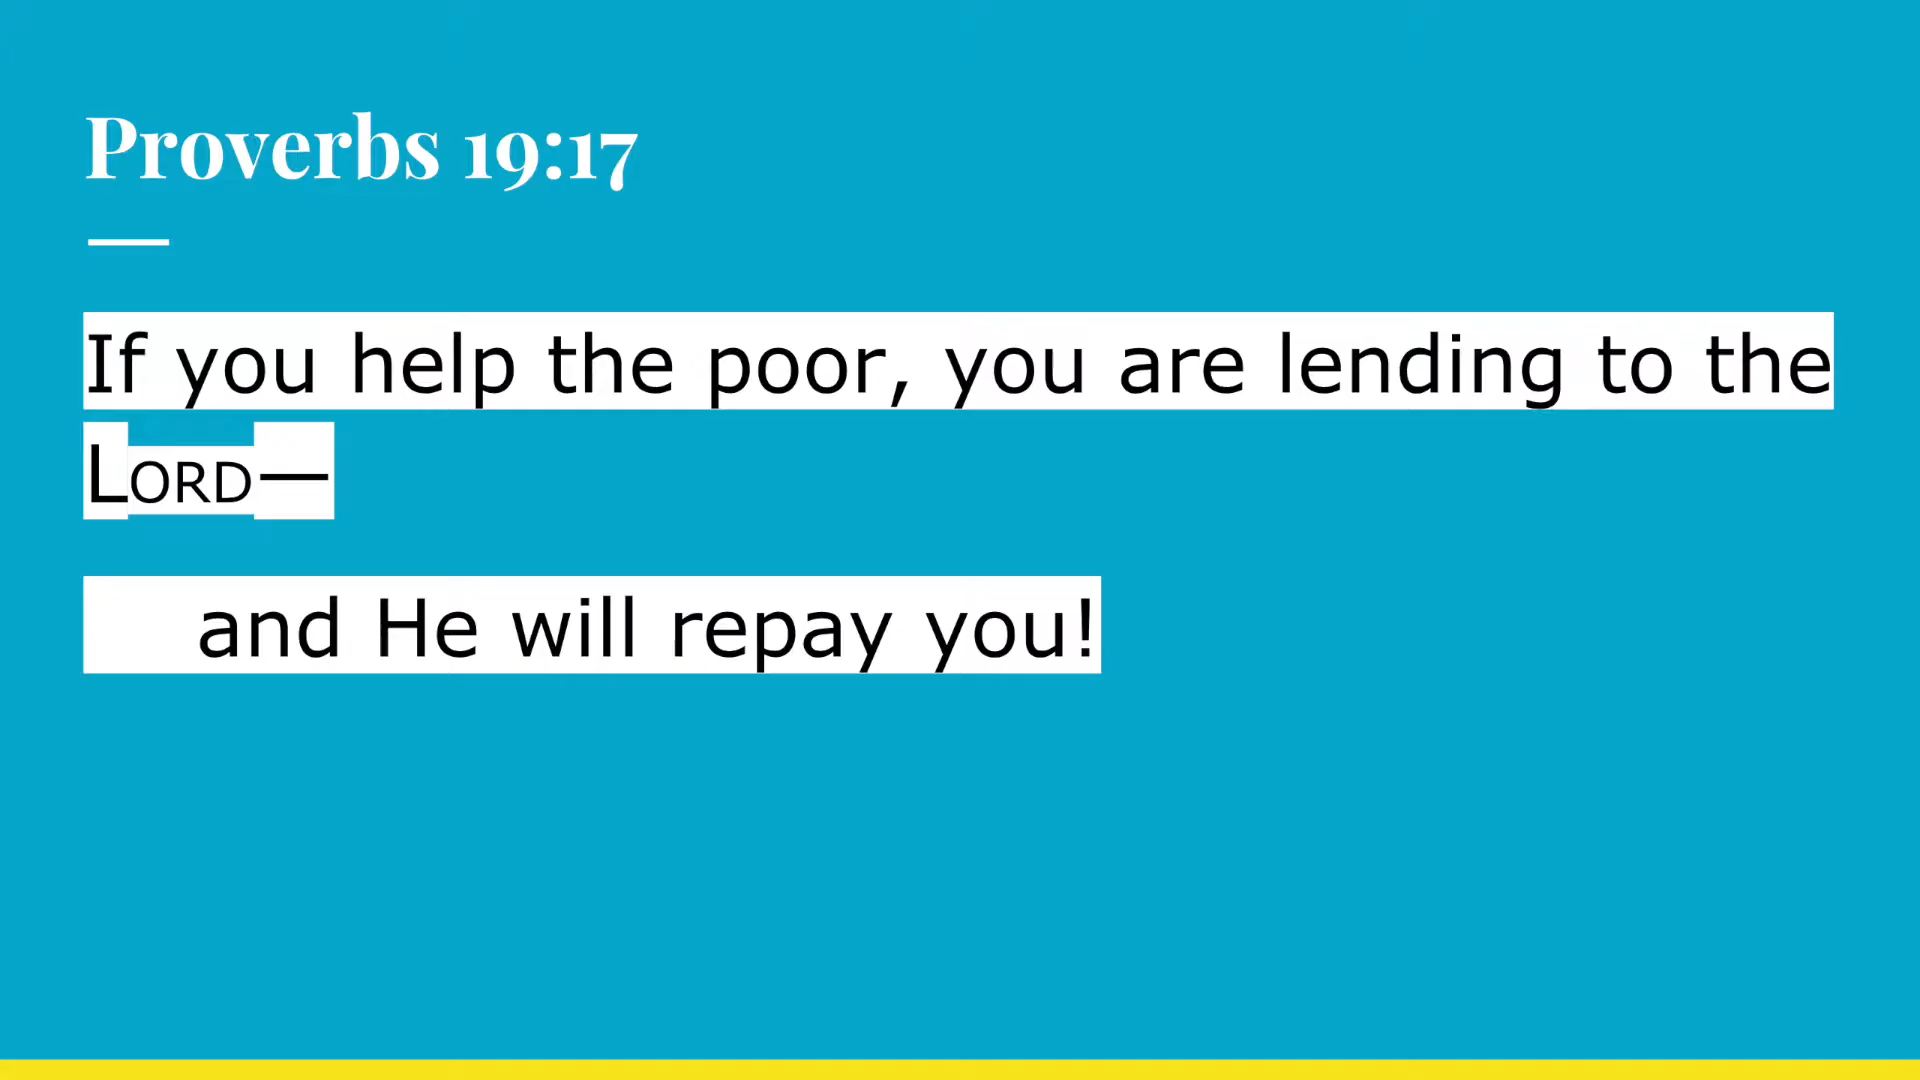 Proverbs 19:17
If you help the poor, you are lending to the
Lord—
and He will repay you!